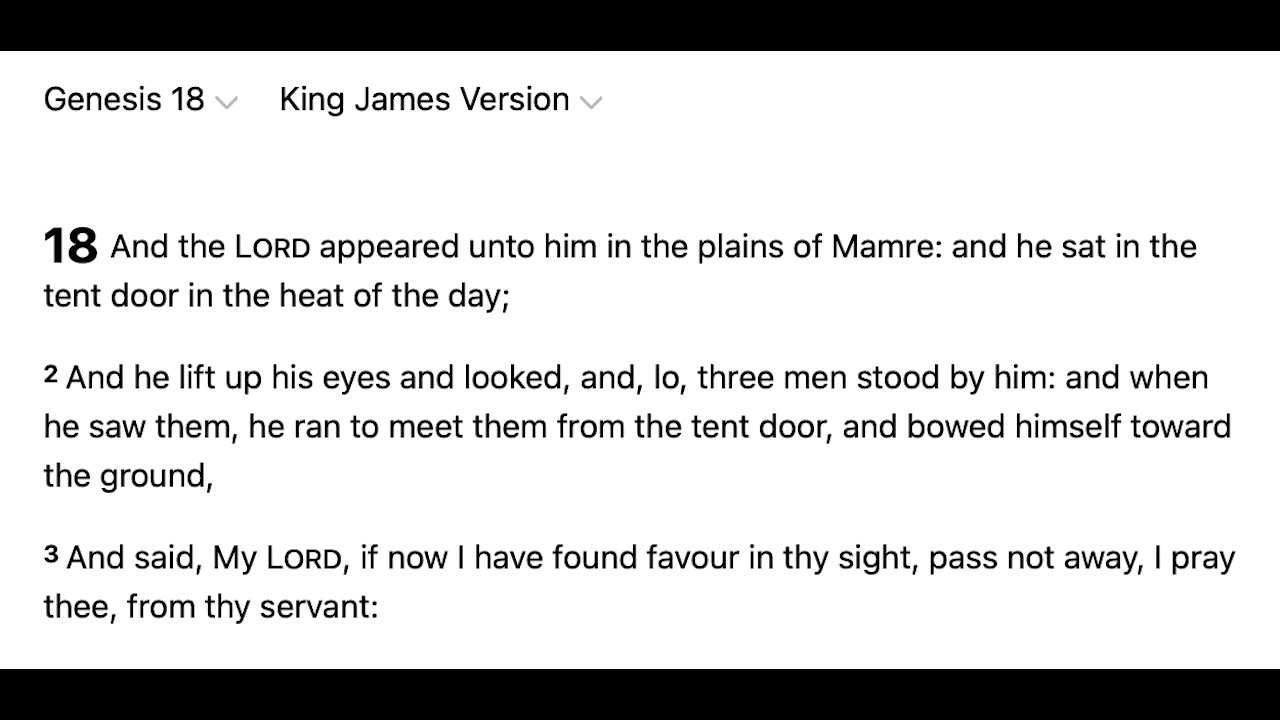 Genesis 18 King James Version
18 And the LORD appeared unto him in the plains of Mamre: and he sat in the
tent door in the heat of the day;
2 And he lift up his eyes and looked, and, lo, three men stood by him: and when
he saw them, he ran to meet them from the tent door, and bowed himself toward
the ground,
3 And said, My LORD, if now I have found favour in thy sight, pass not away, I pray
thee, from thy servant: